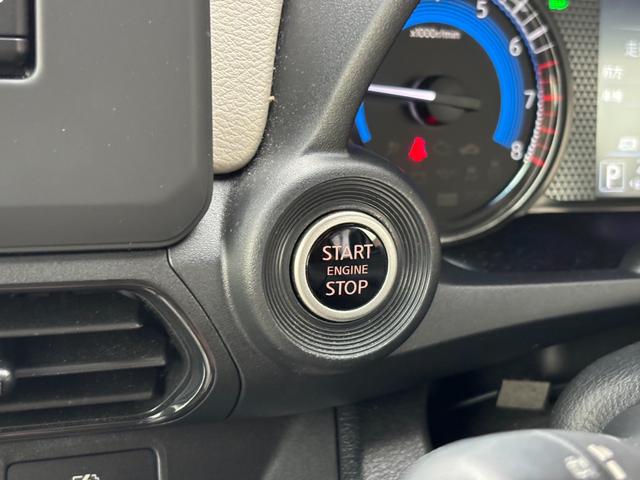 5
6
7
8
x1000r/min
START
ENGINE
STOP
P